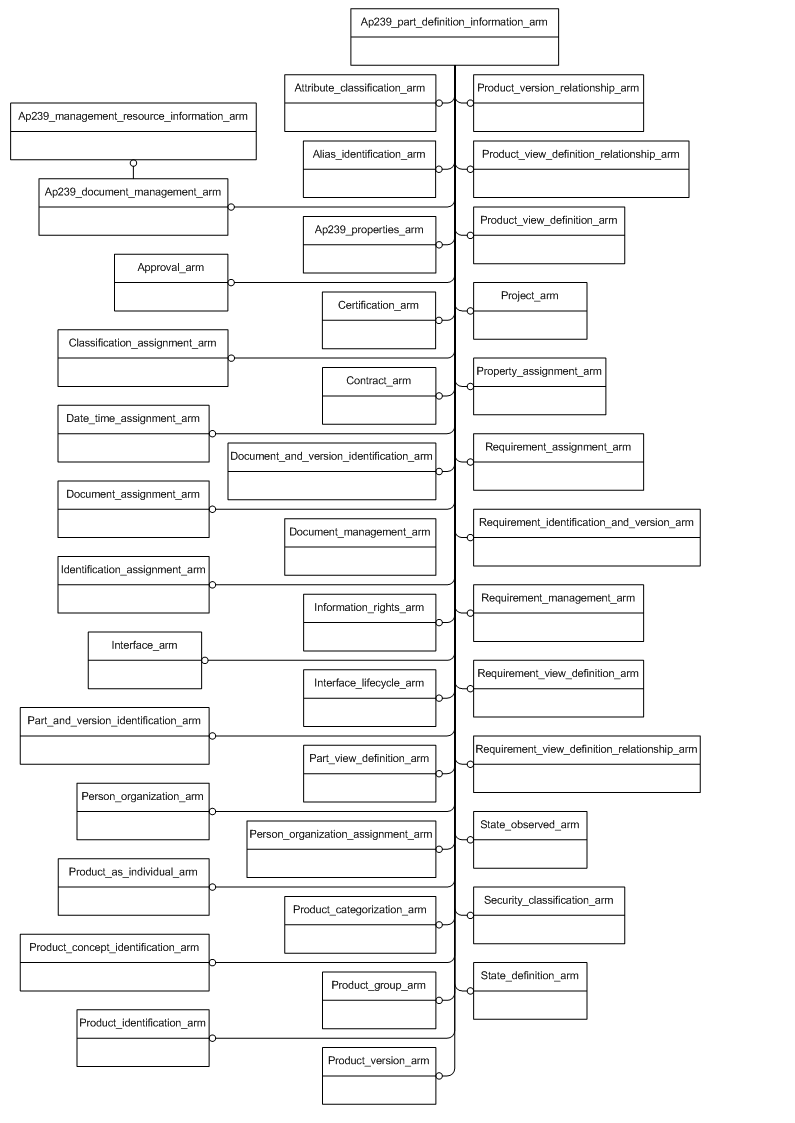 Ap239_part_definition_information_arm
Attribute_classification_arm
Product_version_relationship_arm
Ap239_management_resource_information_arm
Alias_identification_arm
Product_view_definition_relationship_arm
Ap239_document_management_arm
Ap239_properties_arm
Product_view_definition_arm
Approval_arm
Certification_arm
Project_arm
Classification_assignment_arm
Contract_arm
Property_assignment_arm
Date_time_assignment_arm
Document_and_version_identification_arm
Requirement_assignment_arm
Document_assignment_arm
Document_management_arm
Requirement_identification_and_version_arm
Identification_assignment_arm
Information_rights_arm
Requirement_management_arm
Interface_arm
Interface_lifecycle_arm
Requirement_view_definition_arm
Part_and_version_identification_arm
Part_view_definition_arm
Requirement_view_definition_relationship_arm
Person_organization_arm
Person_organization_assignment_arm
State_observed_arm
Product_as_individual_arm
Product_categorization_arm
Security_classification_arm
Product_concept_identification_arm
Product_group_arm
State_definition_arm
Product_identification_arm
Product_version_arm